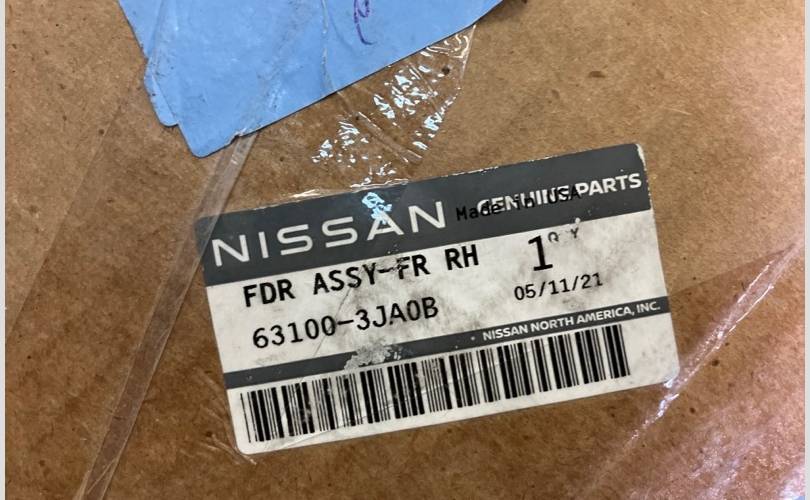 NISSAN GENUINE PARTS
Made in USA
FDR ASSY-FR RH
1 QTY
63100-3JA0B
05/11/21
NISSAN NORTH AMERICA, INC.